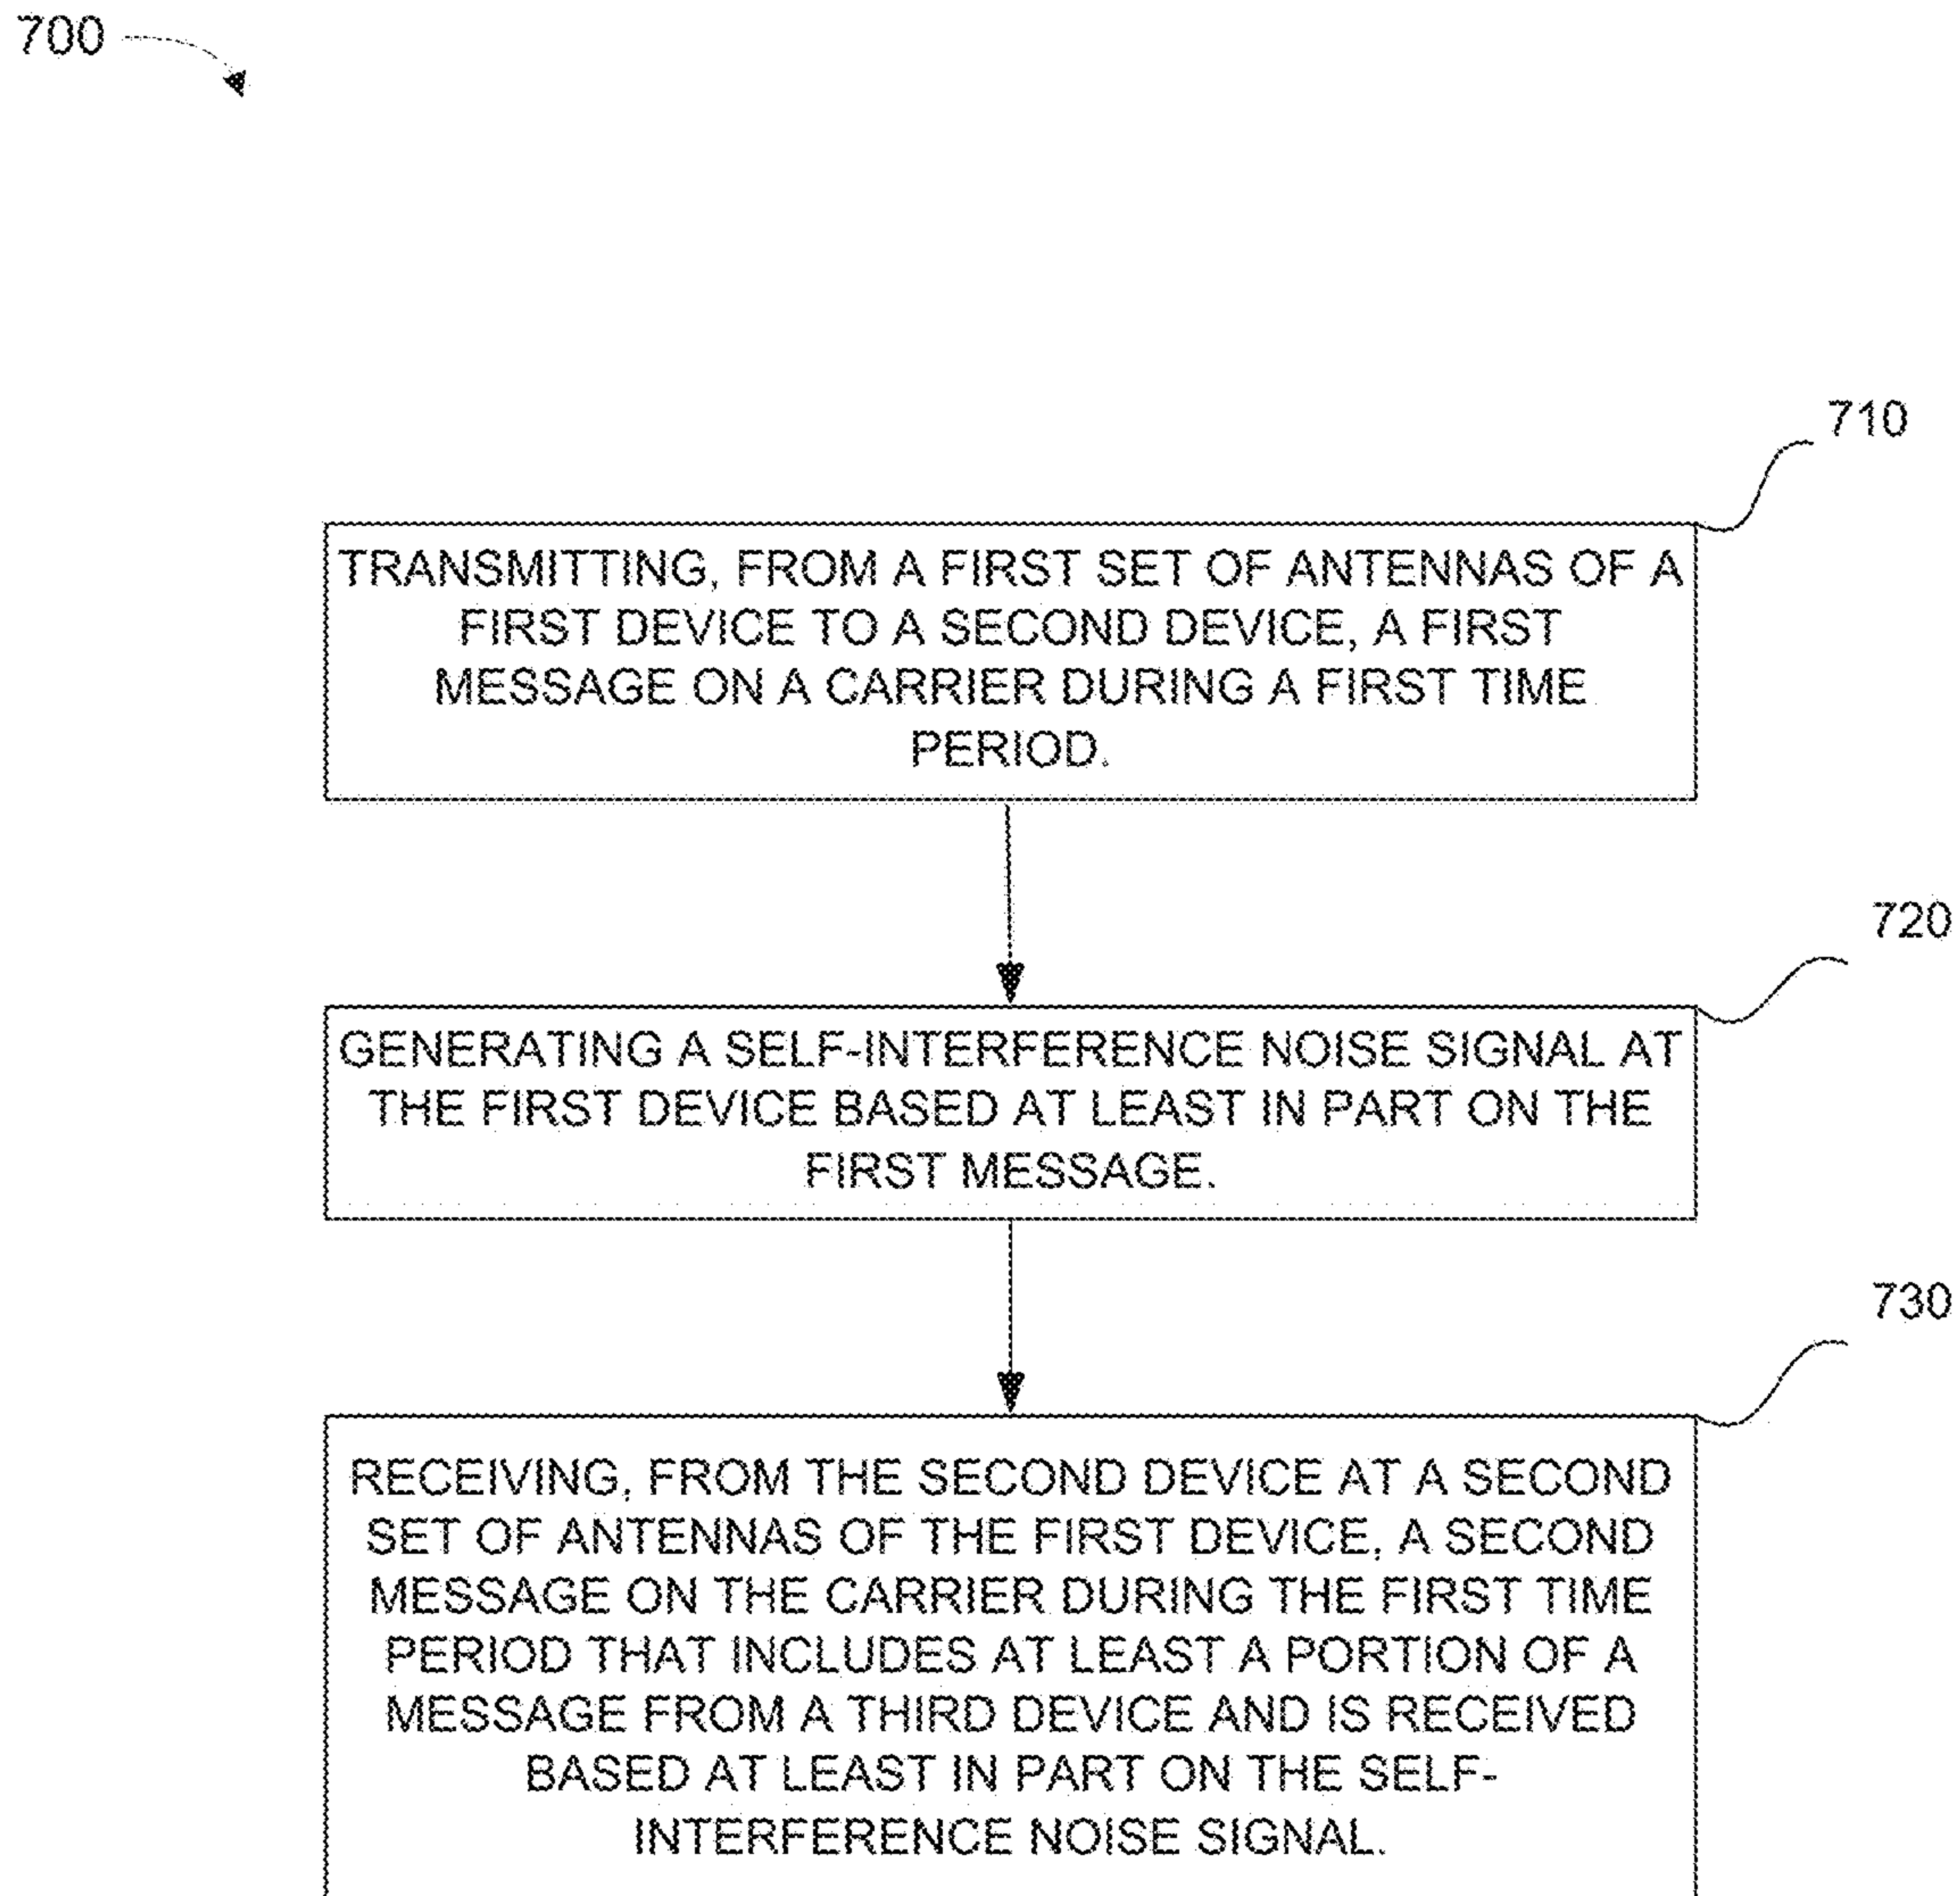 700
710
TRANSMITTING, FROM A FIRST SET OF ANTENNAS OF A
FIRST DEVICE TO A SECOND DEVICE, A FIRST
MESSAGE ON A CARRIER DURING A FIRST TIME
PERIOD.
720
GENERATING A SELF-INTERFERENCE NOISE SIGNAL AT
THE FIRST DEVICE BASED AT LEAST IN PART ON THE
FIRST MESSAGE.
730
RECEIVING, FROM THE SECOND DEVICE AT A SECOND
SET OF ANTENNAS OF THE FIRST DEVICE, A SECOND
MESSAGE ON THE CARRIER DURING THE FIRST TIME
PERIOD THAT INCLUDES AT LEAST A PORTION OF A
MESSAGE FROM A THIRD DEVICE AND IS RECEIVED
BASED AT LEAST IN PART ON THE SELF-
INTERFERENCE NOISE SIGNAL.